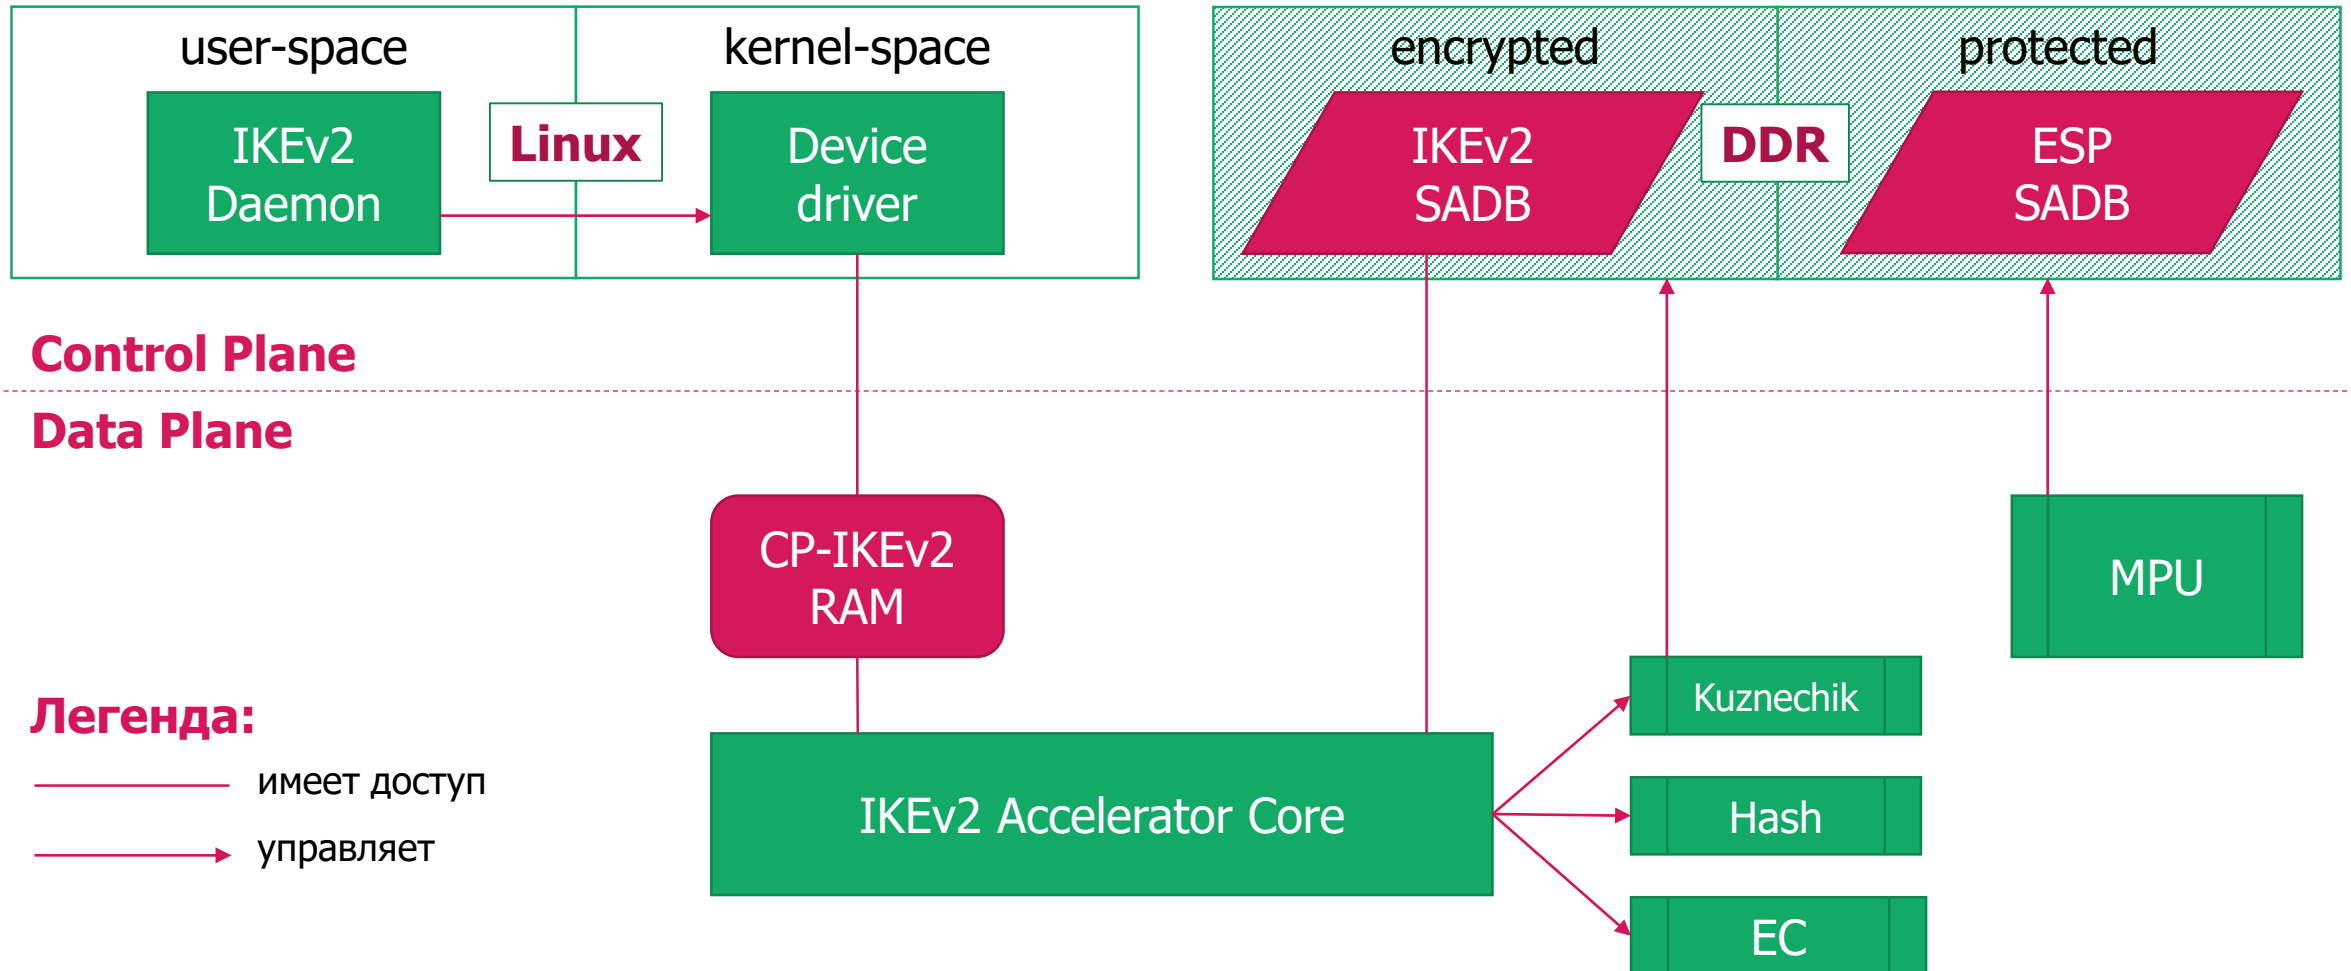 user-space
kernel-space
encrypted
protected
IKEv2
Daemon
Linux
Device
driver
IKEv2
SADB
DDR
ESP
SADB
Control Plane
Data Plane
CP-IKEv2
RAM
MPU
Kuznechik
Легенда:
имеет доступ
IKEv2 Accelerator Core
Hash
управляет
EC